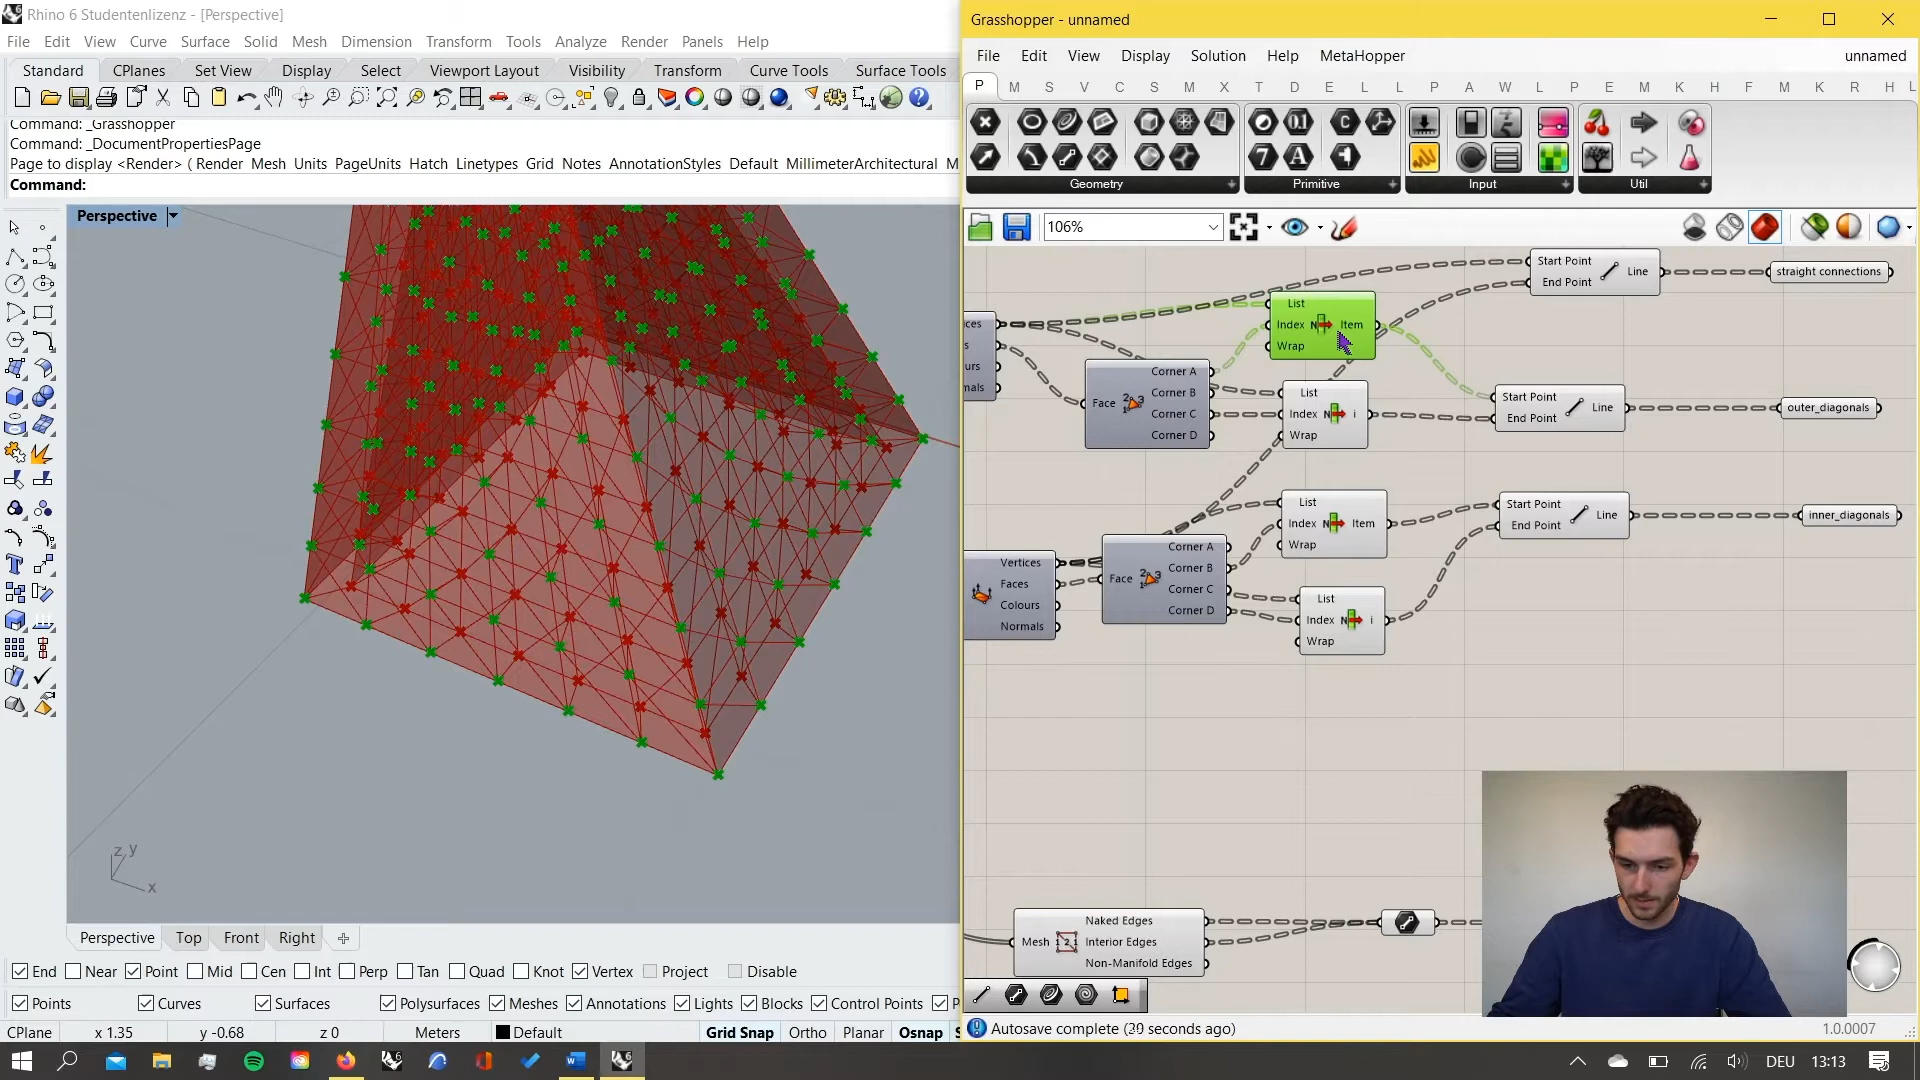 Rhino 6 Studentenlizenz - [Perspective]
File Edit View Curve Surface Solid Mesh Dimension Transform Tools Analyze Render Panels Help
Standard CPlanes Set View Display Select Viewport Layout Visibility Transform Curve Tools Surface Tools
Command: _Grasshopper
Command: _DocumentPropertiesPage
Page to display <Render> ( Render Mesh Units PageUnits Hatch Linetypes Grid Notes AnnotationStyles Default MillimeterArchitectural M
Command:
Perspective
z y
x
Perspective Top Front Right
End Near Point Mid Cen Int Perp Tan Quad Knot Vertex Project Disable
Points Curves Surfaces Polysurfaces Meshes Annotations Lights Blocks Control Points P
CPlane x 1.35 y -0.68 z 0 Meters Default Grid Snap Ortho Planar Osnap S
Grasshopper - unnamed
File Edit View Display Solution Help MetaHopper unnamed
P M S V C S M X T D E L L P A W L P E M K H F M K R H L
Geometry Primitive Input Util
106%
Start Point
End Point
Line
straight connections
List
Index
Wrap
Item
ces
s
urs
mals
Face
Corner A
Corner B
Corner C
Corner D
List
Index
Wrap
i
Start Point
End Point
Line
outer_diagonals
List
Index
Wrap
Item
Start Point
End Point
Line
inner_diagonals
Vertices
Faces
Colours
Normals
Face
Corner A
Corner B
Corner C
Corner D
List
Index
Wrap
i
Mesh
Naked Edges
Interior Edges
Non-Manifold Edges
Autosave complete (39 seconds ago)
1.0.0007
DEU 13:13